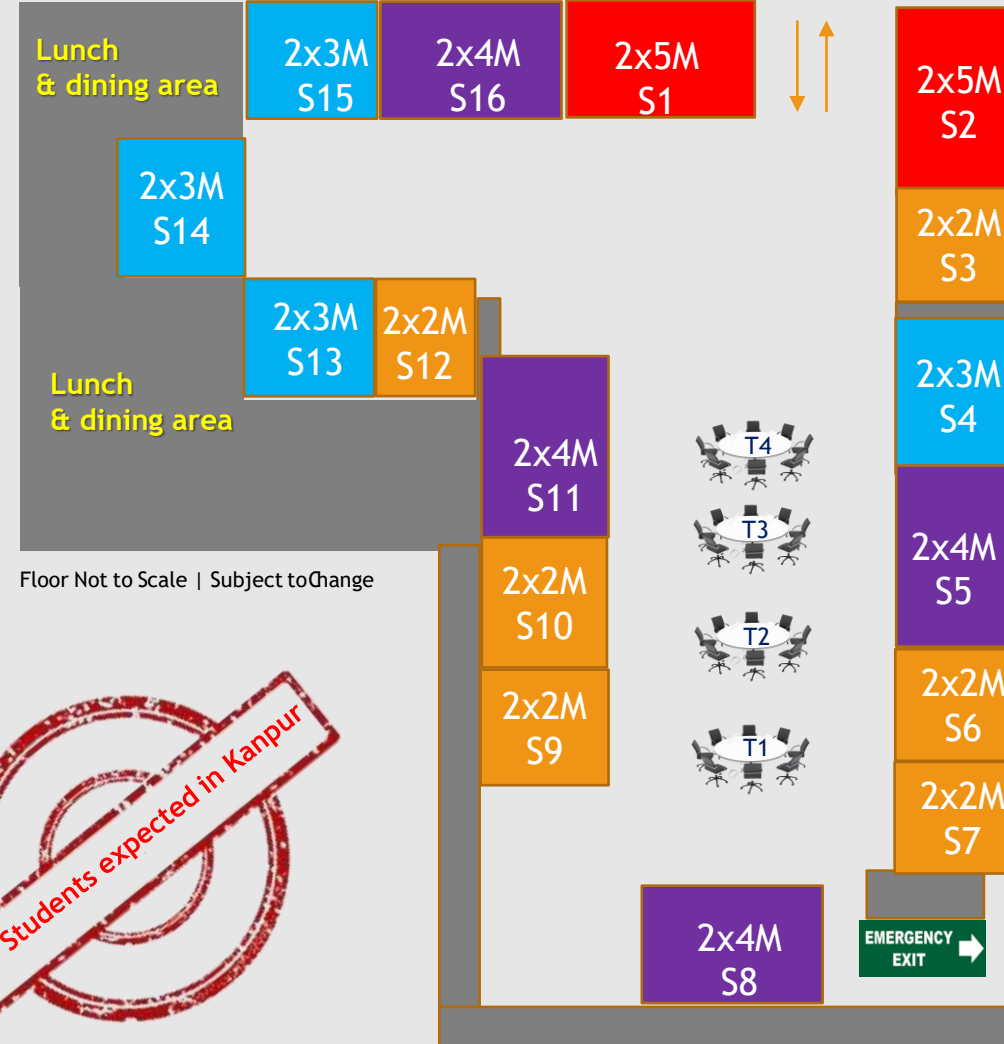 Lunch
& dining area
2x3M
S15
2x4M
S16
2x5M
S1
2x5M
S2
2x3M
S14
2x2M
S3
2x3M
S13
2x2M
S12
Lunch
& dining area
2x3M
S4
2x4M
S11
T4
T3
2x4M
S5
Floor Not to Scale | Subject toChange
2x2M
S10
T2
2x2M
S6
2x2M
S9
T1
2x2M
S7
Students expected in Kanpur
2x4M
S8
EMERGENCY
EXIT